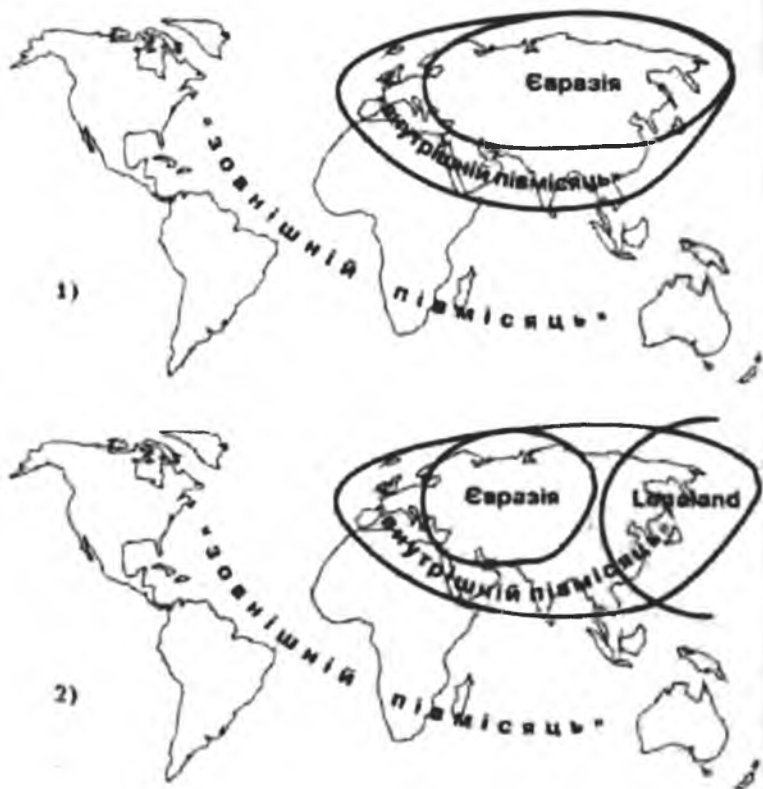 Євразія
"внутрішній півмісяць"
"зовнішній півмісяць"
1)
Євразія
Lenaland
"внутрішній півмісяць"
"зовнішній півмісяць"
2)